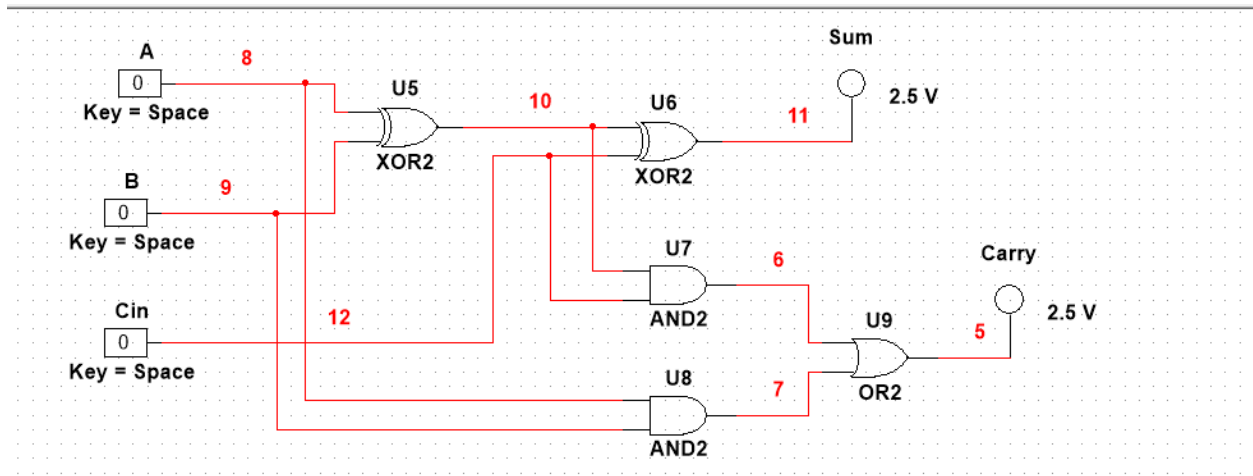 Sum
A
8
0
Key = Space
U5
10
U6
11
2.5 V
XOR2
XOR2
B
9
0
Key = Space
U7
6
Carry
AND2
Cin
12
0
Key = Space
U9
5
2.5 V
U8
7
OR2
AND2